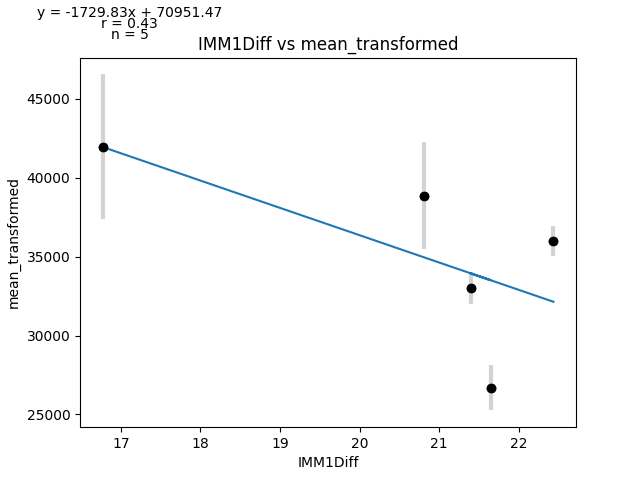 y = -1729.83x + 70951.47
r = 0.43
n = 5
IMM1Diff vs mean_transformed
45000
40000
35000
30000
25000
mean_transformed
17 18 19 20 21 22
IMM1Diff